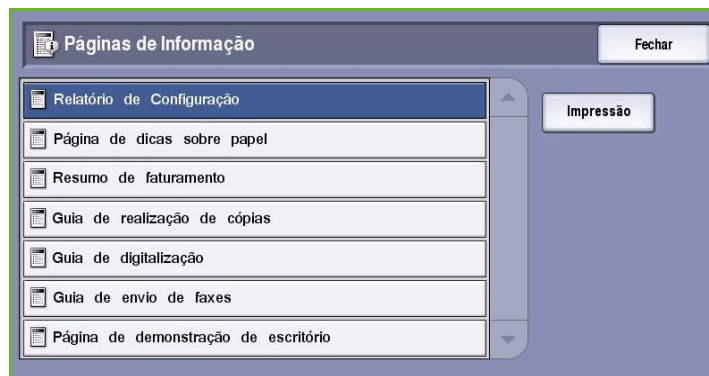 Páginas de Informação
Fechar
Relatório de Configuração
Impressão
Página de dicas sobre papel
Resumo de faturamento
Guia de realização de cópias
Guia de digitalização
Guia de envio de faxes
Página de demonstração de escritório